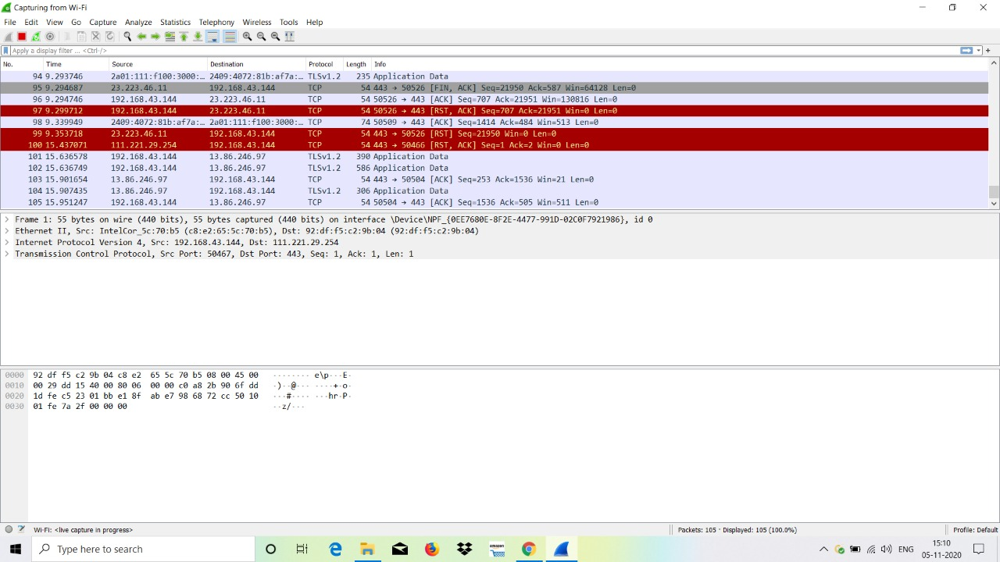 Capturing from Wi-Fi
File Edit View Go Capture Analyze Statistics Telephony Wireless Tools Help
Apply a display filter ... <Ctrl-/>
No. Time Source Destination Protocol Length Info
94 9.293746 2a01:111:f100:3000:... 2409:4072:81b:af7a:... TLSv1.2 235 Application Data
95 9.294687 23.223.46.11 192.168.43.144 TCP 54 443 → 50526 [FIN, ACK] Seq=21950 Ack=587 Win=64128 Len=0
96 9.294746 192.168.43.144 23.223.46.11 TCP 54 50526 → 443 [ACK] Seq=707 Ack=21951 Win=130816 Len=0
97 9.299712 192.168.43.144 23.223.46.11 TCP 54 50526 → 443 [RST, ACK] Seq=707 Ack=21951 Win=0 Len=0
98 9.339949 2409:4072:81b:af7a:... 2a01:111:f100:3000:... TCP 74 50509 → 443 [ACK] Seq=1414 Ack=484 Win=513 Len=0
99 9.353718 23.223.46.11 192.168.43.144 TCP 54 443 → 50526 [RST] Seq=21950 Win=0 Len=0
100 15.437071 111.221.29.254 192.168.43.144 TCP 54 443 → 50466 [RST, ACK] Seq=1 Ack=2 Win=0 Len=0
101 15.636578 192.168.43.144 13.86.246.97 TLSv1.2 390 Application Data
102 15.636749 192.168.43.144 13.86.246.97 TLSv1.2 586 Application Data
103 15.901654 13.86.246.97 192.168.43.144 TCP 54 443 → 50504 [ACK] Seq=253 Ack=1536 Win=21 Len=0
104 15.907435 13.86.246.97 192.168.43.144 TLSv1.2 306 Application Data
105 15.951247 192.168.43.144 13.86.246.97 TCP 54 50504 → 443 [ACK] Seq=1536 Ack=505 Win=511 Len=0
Frame 1: 55 bytes on wire (440 bits), 55 bytes captured (440 bits) on interface \Device\NPF_{0EE7680E-8F2E-4477-991D-02C0F7921986}, id 0
Ethernet II, Src: IntelCor_5c:70:b5 (c8:e2:65:5c:70:b5), Dst: 92:df:f5:c2:9b:04 (92:df:f5:c2:9b:04)
Internet Protocol Version 4, Src: 192.168.43.144, Dst: 111.221.29.254
Transmission Control Protocol, Src Port: 50467, Dst Port: 443, Seq: 1, Ack: 1, Len: 1
0000 92 df f5 c2 9b 04 c8 e2 65 5c 70 b5 08 00 45 00 ········ e\p···E·
0010 00 29 dd 15 40 00 80 06 00 00 c0 a8 2b 90 6f dd ·)··@··· ····+·o·
0020 1d fe c5 23 01 bb e1 8f ab e7 98 68 72 cc 50 10 ···#···· ···hr·P·
0030 01 fe 7a 2f 00 00 00 ··z/···
Wi-Fi: <live capture in progress> Packets: 105 · Displayed: 105 (100.0%) Profile: Default
Type here to search amazon ENG 15:10
05-11-2020